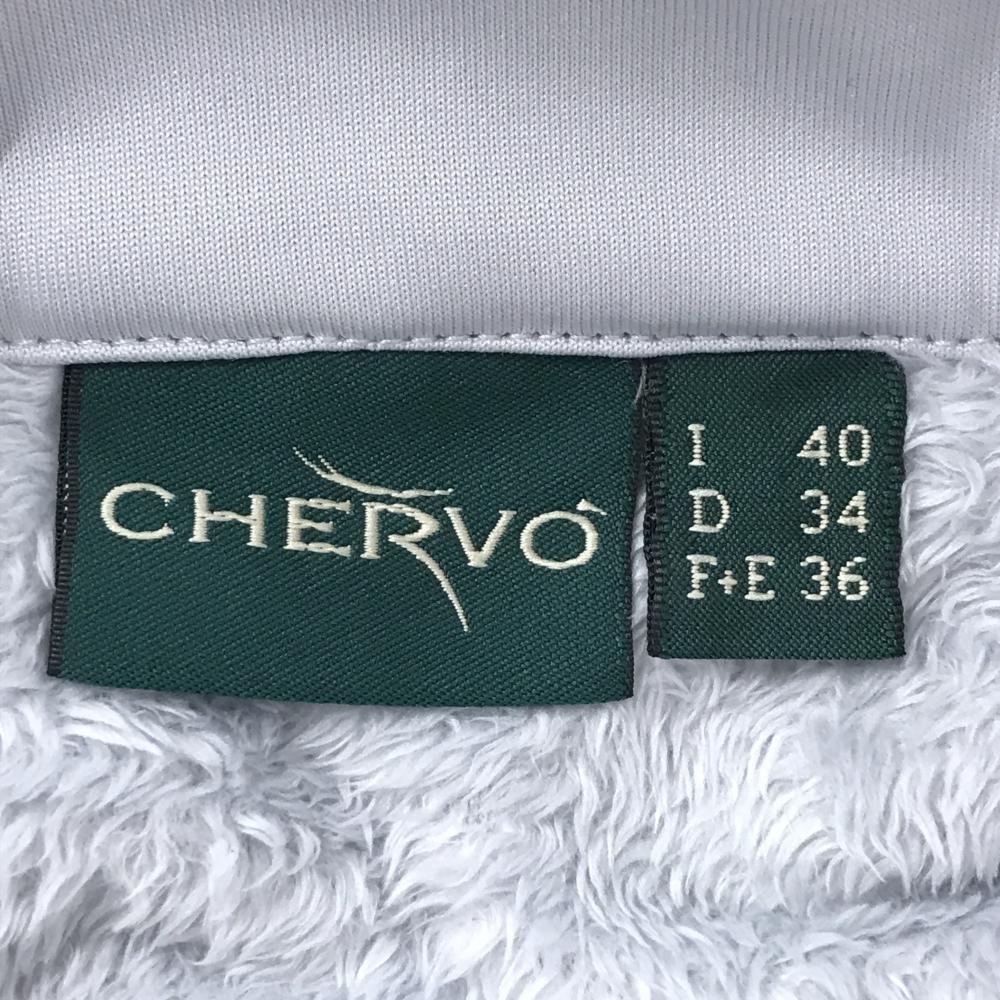 CHERVÒ
I 40
D 34
F+E 36